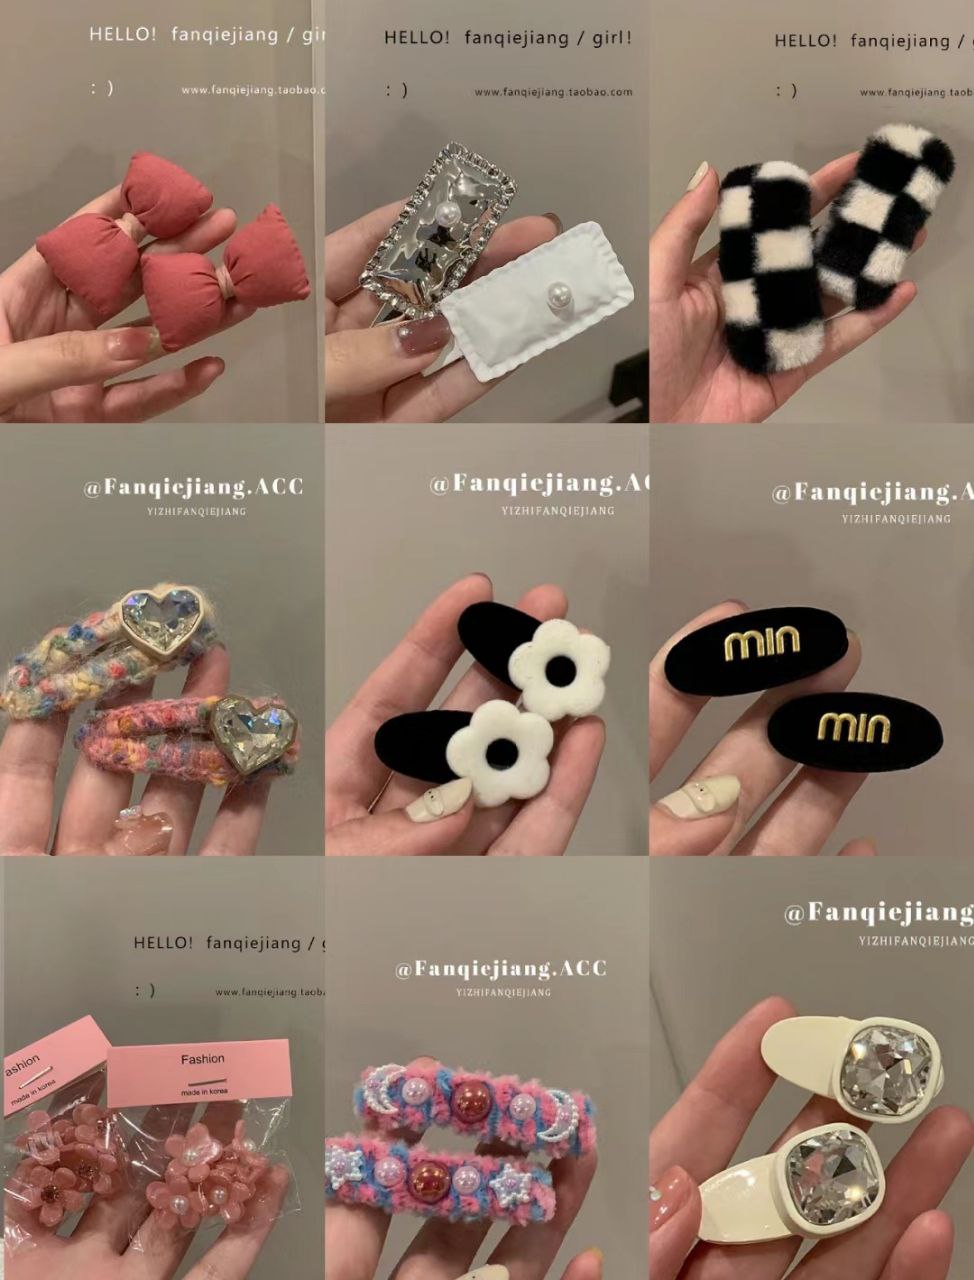 HELLO! fanqiejiang / gir
: )
www.fanqiejiang.taobao.c
HELLO! fanqiejiang / girl!
: )
www.fanqiejiang.taobao.com
HELLO! fanqiejiang / g
: )
www.fanqiejiang.taob
@Fanqiejiang.ACC
YIZHIFANQIEJIANG
@Fanqiejiang.AC
YIZHIFANQIEJIANG
@Fanqiejiang.A
YIZHIFANQIEJIANG
min
min
HELLO! fanqiejiang / g
: )
www.fanqiejiang.taoba
ashion
made in korea
Fashion
made in korea
@Fanqiejiang.ACC
YIZHIFANQIEJIANG
@Fanqiejiang
YIZHIFANQIEJIANG